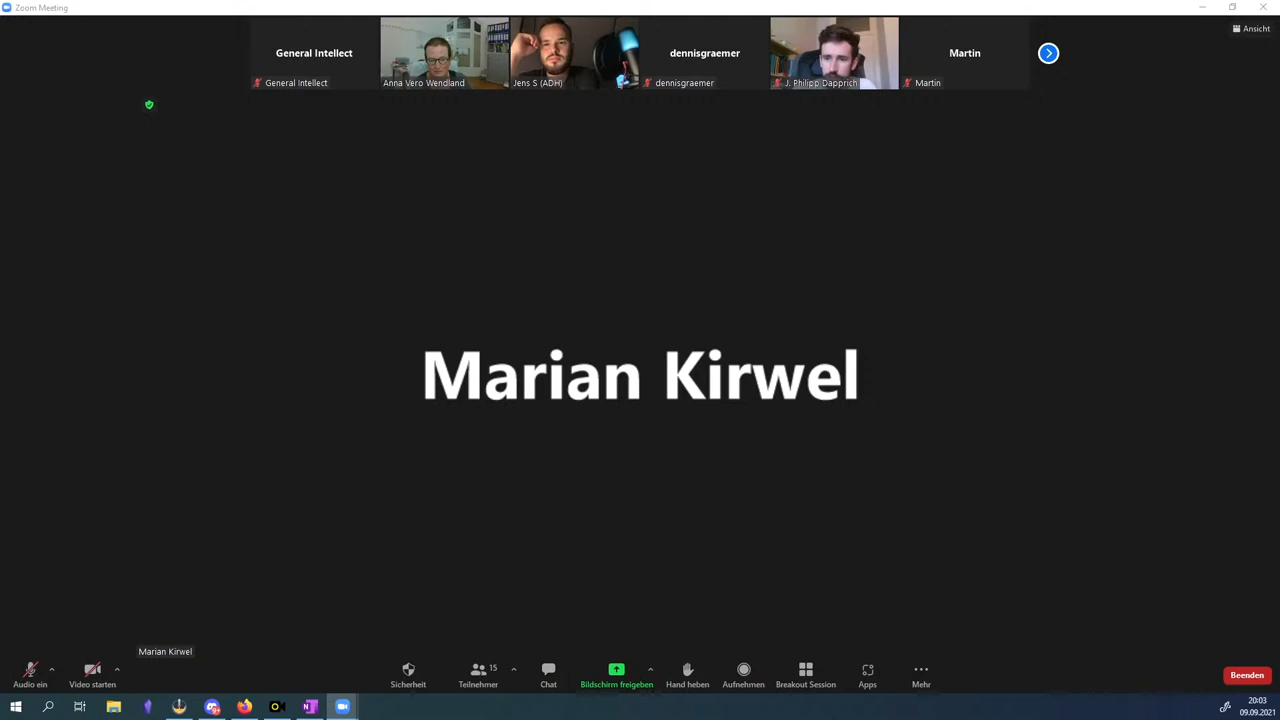 Zoom Meeting
Ansicht
General Intellect
dennisgraemer
Martin
General Intellect
Anna Vero Wendland
Jens S (ADH)
dennisgraemer
J. Philipp Dapprich
Martin
Marian Kirwel
Marian Kirwel
Audio ein
Video starten
Sicherheit
15
Teilnehmer
Chat
Bildschirm freigeben
Hand heben
Aufnehmen
Breakout Session
Apps
Mehr
Beenden
20:03
09.09.2021